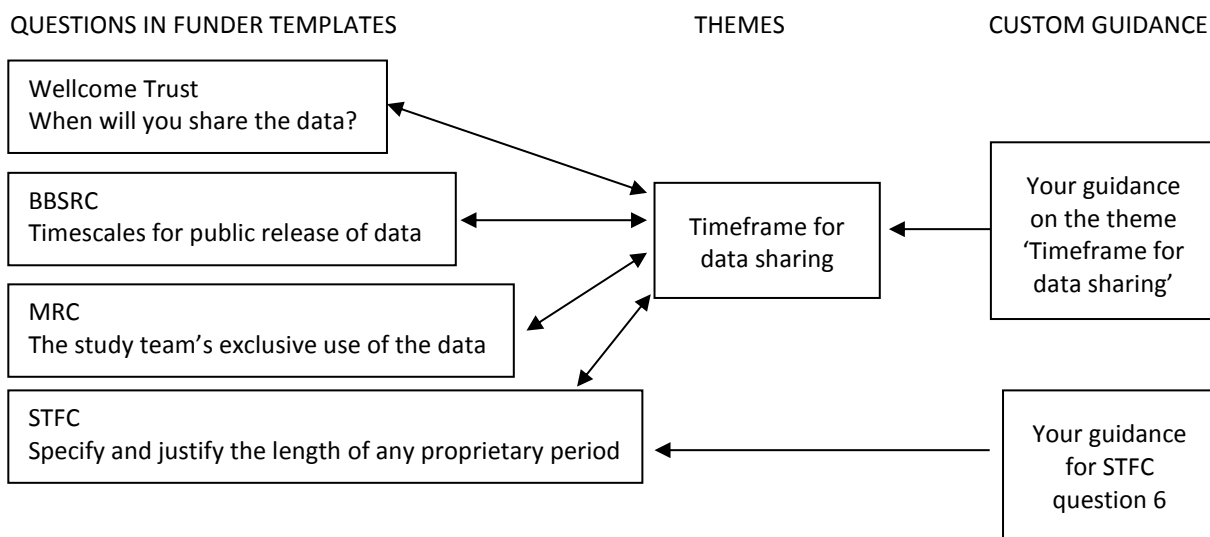 QUESTIONS IN FUNDER TEMPLATES
THEMES
CUSTOM GUIDANCE
Wellcome Trust
When will you share the data?
BBSRC
Timescales for public release of data
MRC
The study team’s exclusive use of the data
STFC
Specify and justify the length of any proprietary period
Timeframe for
data sharing
Your guidance
on the theme
‘Timeframe for
data sharing’
Your guidance
for STFC
question 6